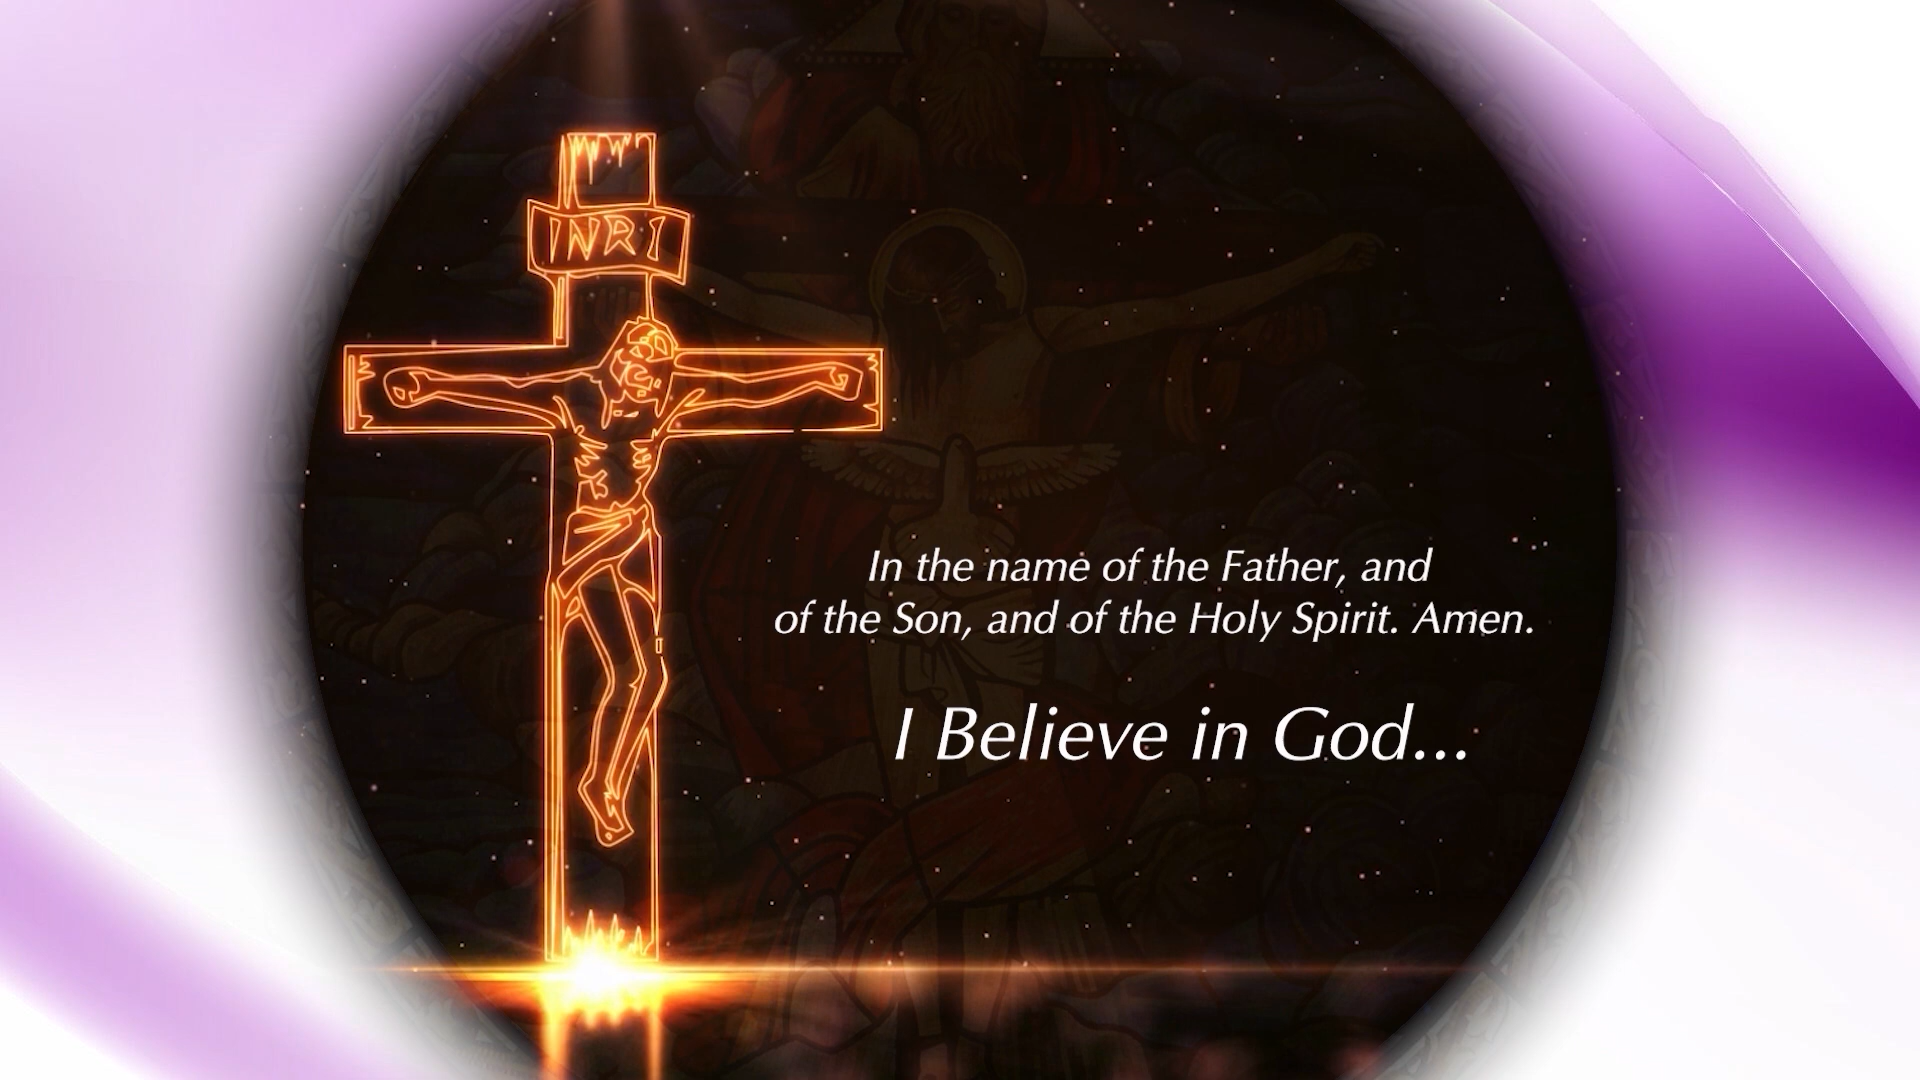 INRI
In the name of the Father, and
of the Son, and of the Holy Spirit. Amen.
I Believe in God...